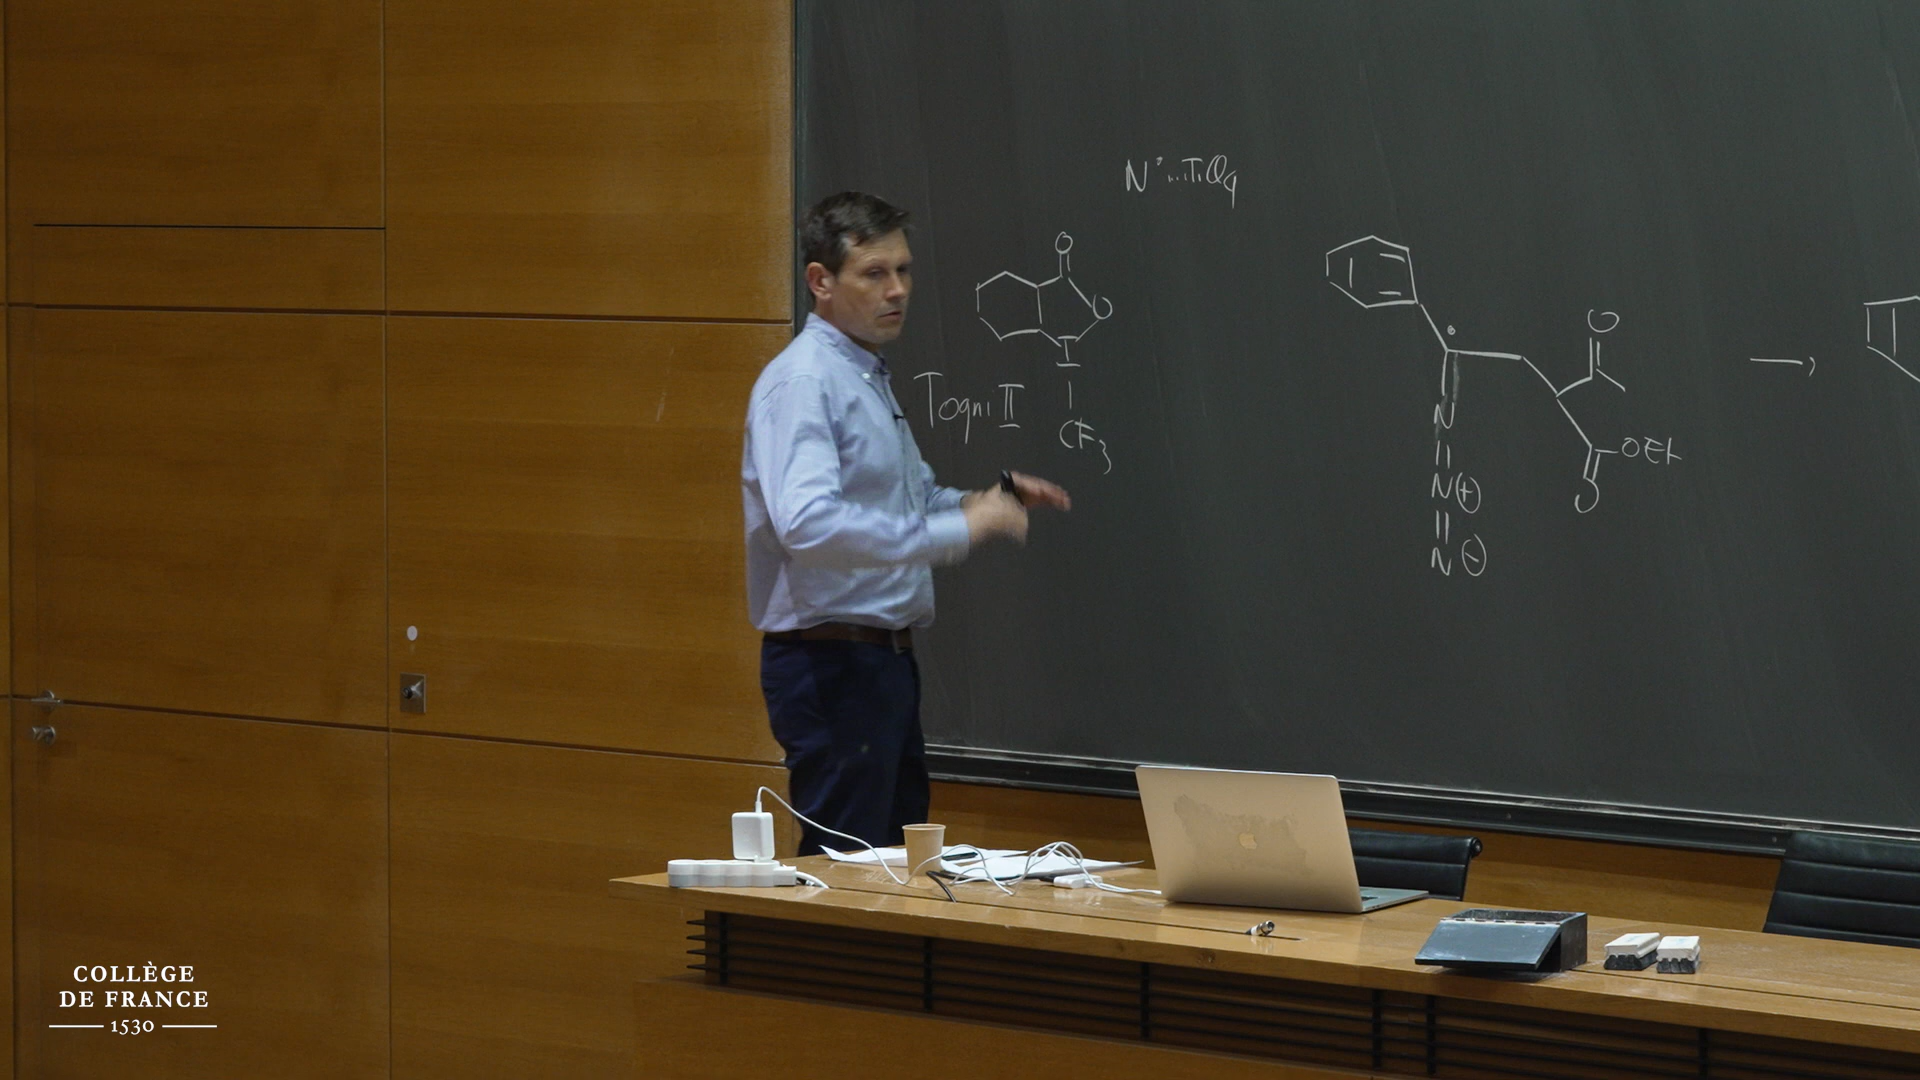 N•...TiCl4
O
O
I
Togni II
CF3
O
OEt
O
N
N⊕
N⊖
COLLÈGE
DE FRANCE
1530